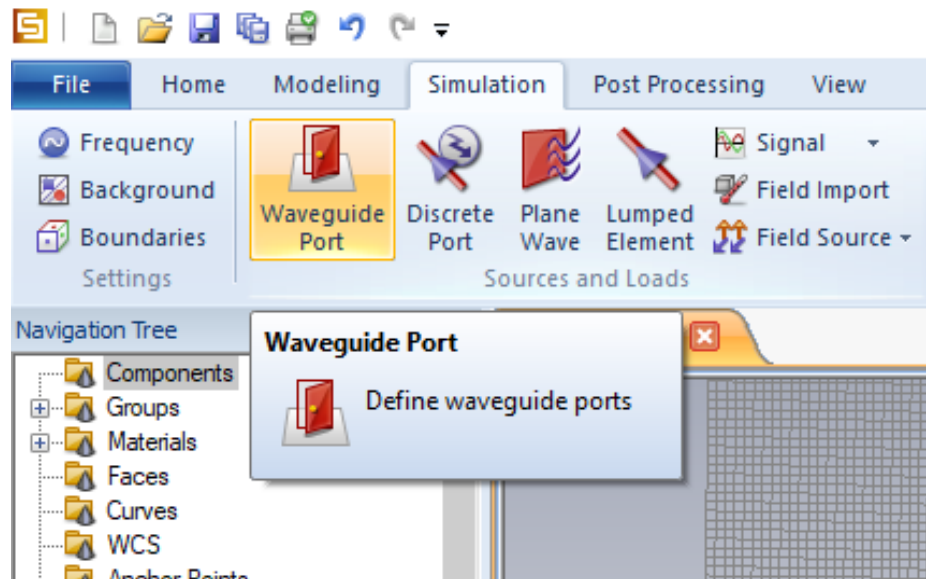 File Home Modeling Simulation Post Processing View
Frequency
Background
Boundaries
Settings
Waveguide
Port
Discrete
Port
Plane
Wave
Lumped
Element
Signal
Field Import
Field Source
Sources and Loads
Navigation Tree
Waveguide Port
Define waveguide ports
Components
Groups
Materials
Faces
Curves
WCS
Anchor Points